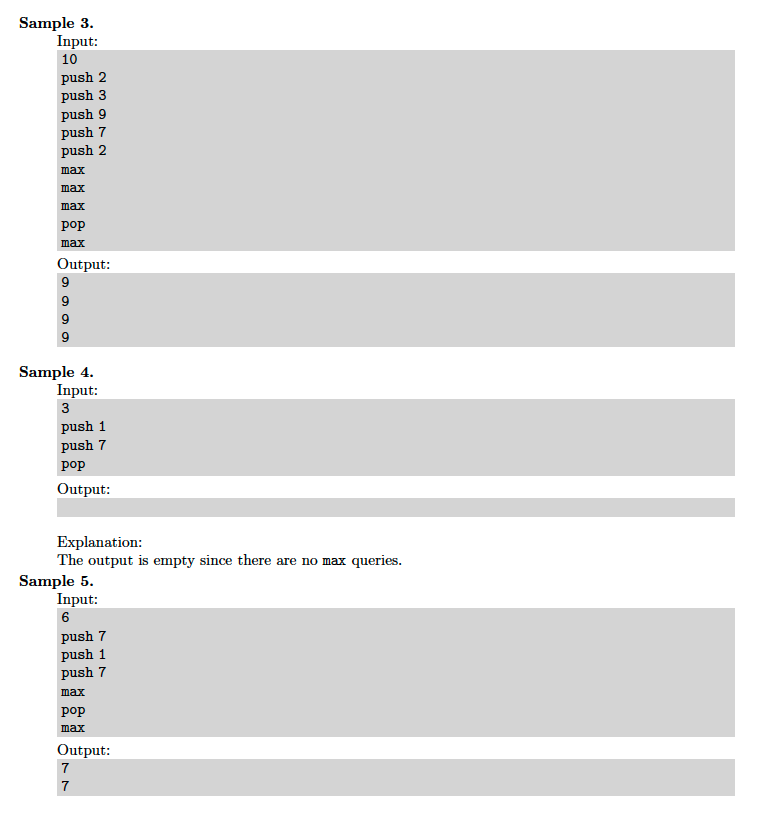 Sample 3.
Input:
10
push 2
push 3
push 9
push 7
push 2
max
max
max
pop
max
Output:
9
9
9
9
Sample 4.
Input:
3
push 1
push 7
pop
Output:
Explanation:
The output is empty since there are no max queries.
Sample 5.
Input:
6
push 7
push 1
push 7
max
pop
max
Output:
7
7